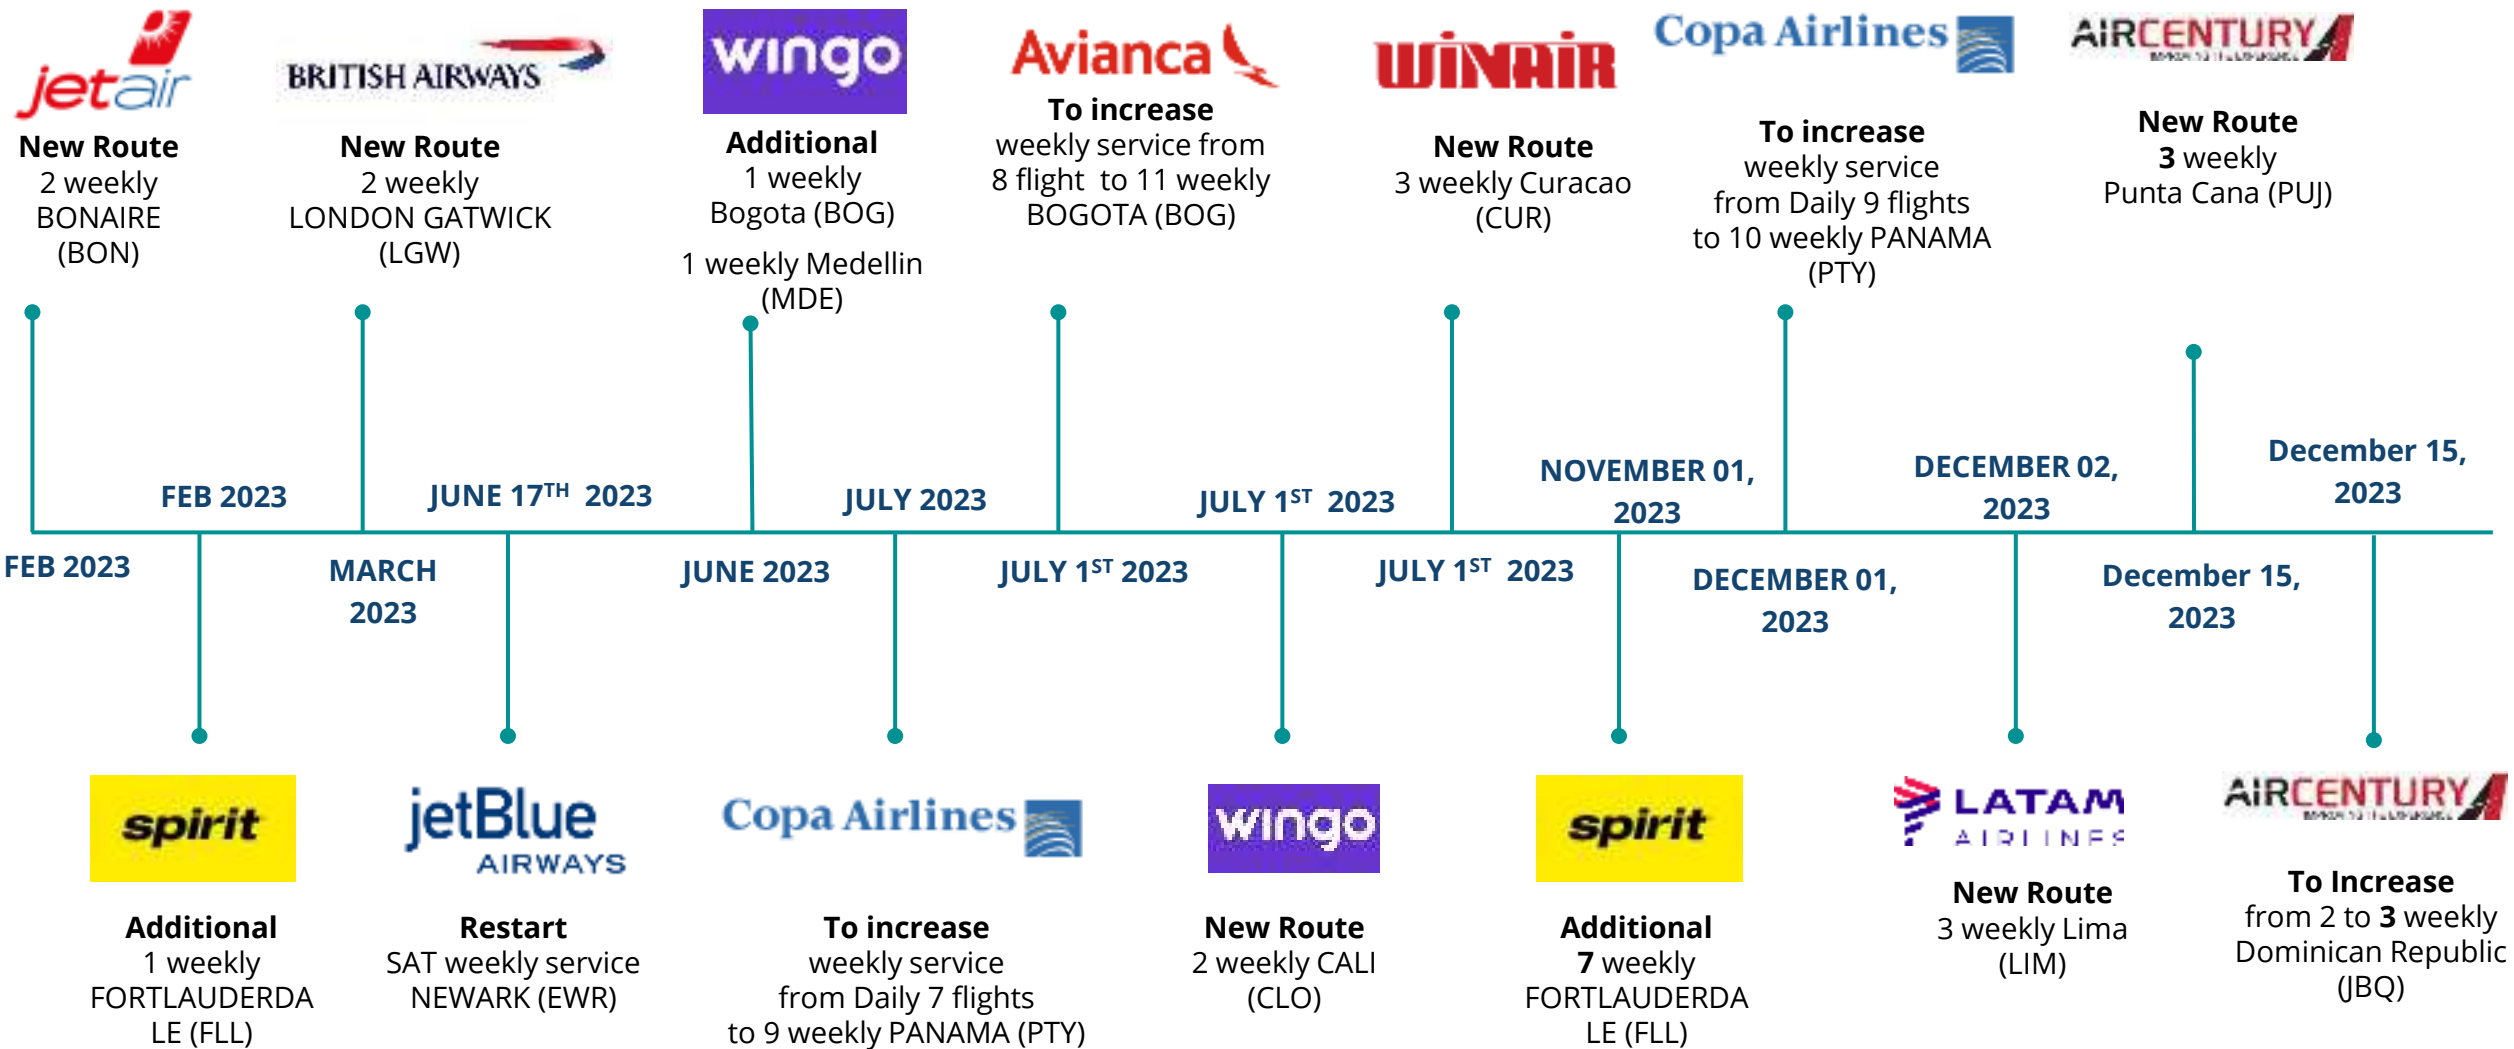 jetair
New Route
2 weekly
BONAIRE
(BON)
BRITISH AIRWAYS
New Route
2 weekly
LONDON GATWICK
(LGW)
wingo
Additional
1 weekly
Bogota (BOG)
1 weekly Medellin
(MDE)
Avianca
To increase
weekly service from
8 flight to 11 weekly
BOGOTA (BOG)
WINAIR
New Route
3 weekly Curacao
(CUR)
Copa Airlines
To increase
weekly service
from Daily 9 flights
to 10 weekly PANAMA
(PTY)
AIRCENTURY
New Route
3 weekly
Punta Cana (PUJ)
FEB 2023
JUNE 17TH 2023
JULY 2023
JULY 1ST 2023
NOVEMBER 01,
2023
DECEMBER 02,
2023
December 15,
2023
FEB 2023
MARCH
2023
JUNE 2023
JULY 1ST 2023
JULY 1ST 2023
DECEMBER 01,
2023
December 15,
2023
spirit
Additional
1 weekly
FORTLAUDERDA
LE (FLL)
jetBlue
AIRWAYS
Restart
SAT weekly service
NEWARK (EWR)
Copa Airlines
To increase
weekly service
from Daily 7 flights
to 9 weekly PANAMA (PTY)
wingo
New Route
2 weekly CALI
(CLO)
spirit
Additional
7 weekly
FORTLAUDERDA
LE (FLL)
LATAM
AIRLINES
New Route
3 weekly Lima
(LIM)
AIRCENTURY
To Increase
from 2 to 3 weekly
Dominican Republic
(JBQ)